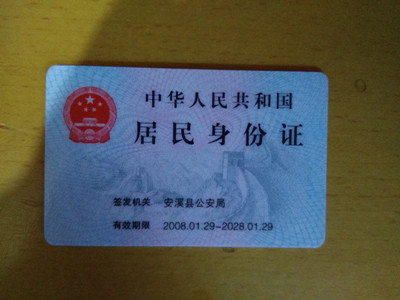 中华人民共和国
居民身份证
签发机关 安溪县公安局
有效期限 2008.01.29-2028.01.29